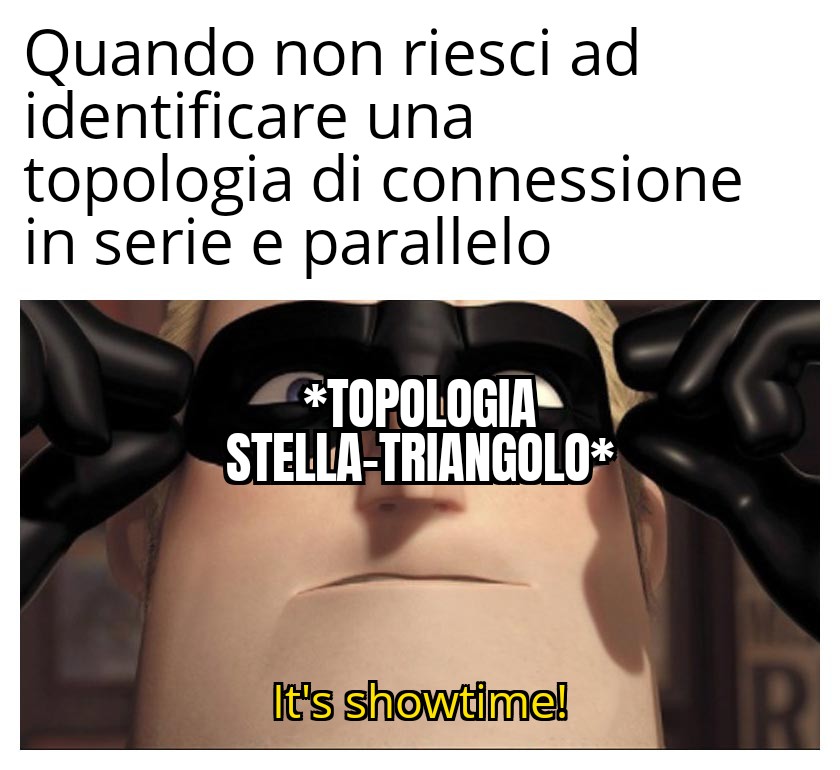 Quando non riesci ad
identificare una
topologia di connessione
in serie e parallelo
*TOPOLOGIA
STELLA-TRIANGOLO*
It's showtime!
R